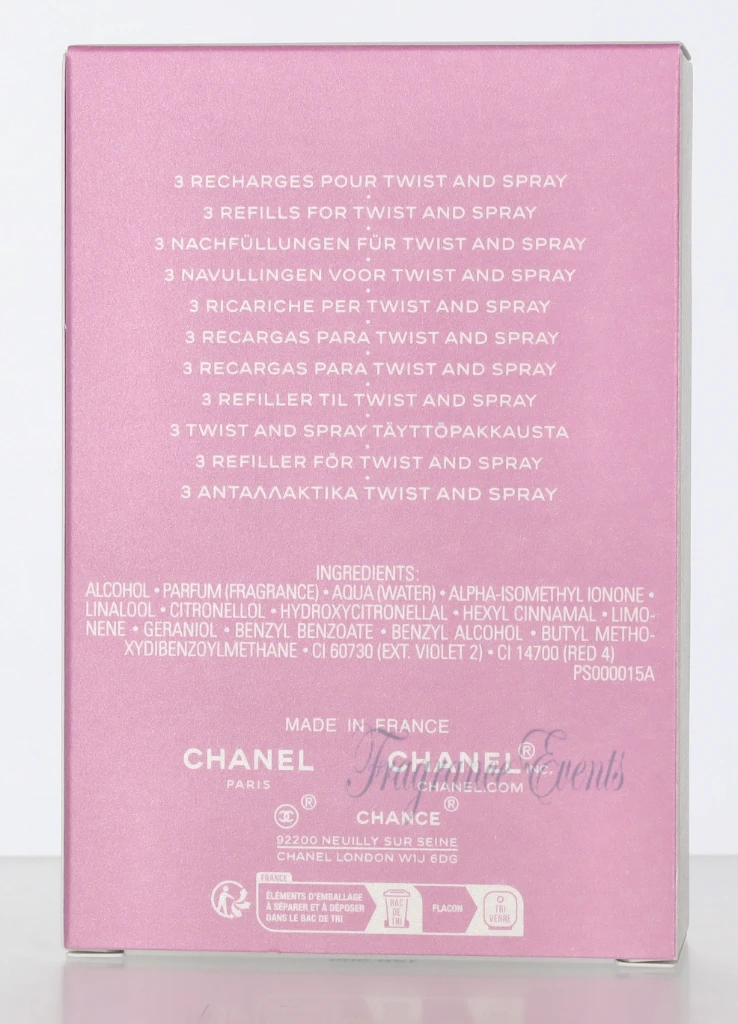 3 RECHARGES POUR TWIST AND SPRAY
3 REFILLS FOR TWIST AND SPRAY
3 NACHFÜLLUNGEN FÜR TWIST AND SPRAY
3 NAVULLINGEN VOOR TWIST AND SPRAY
3 RICARICHE PER TWIST AND SPRAY
3 RECARGAS PARA TWIST AND SPRAY
3 RECARGAS PARA TWIST AND SPRAY
3 REFILLER TIL TWIST AND SPRAY
3 TWIST AND SPRAY TÄYTTÖPAKKAUSTA
3 REFILLER FÖR TWIST AND SPRAY
3 ΑΝΤΑΛΛΑΚΤΙΚΑ TWIST AND SPRAY
INGREDIENTS:
ALCOHOL • PARFUM (FRAGRANCE) • AQUA (WATER) • ALPHA-ISOMETHYL IONONE •
LINALOOL • CITRONELLOL • HYDROXYCITRONELLAL • HEXYL CINNAMAL • LIMO-
NENE • GERANIOL • BENZYL BENZOATE • BENZYL ALCOHOL • BUTYL METHO-
XYDIBENZOYLMETHANE • CI 60730 (EXT. VIOLET 2) • CI 14700 (RED 4)
PS000015A
MADE IN FRANCE
CHANEL CHANEL® INC.
PARIS CHANEL.COM
Fragrance Events
® CHANCE®
92200 NEUILLY SUR SEINE
CHANEL LONDON W1J 6DG
FRANCE
ÉLÉMENTS D'EMBALLAGE
À SÉPARER ET À DÉPOSER
DANS LE BAC DE TRI
BAC
DE
TRI
FLACON
TRI
VERRE